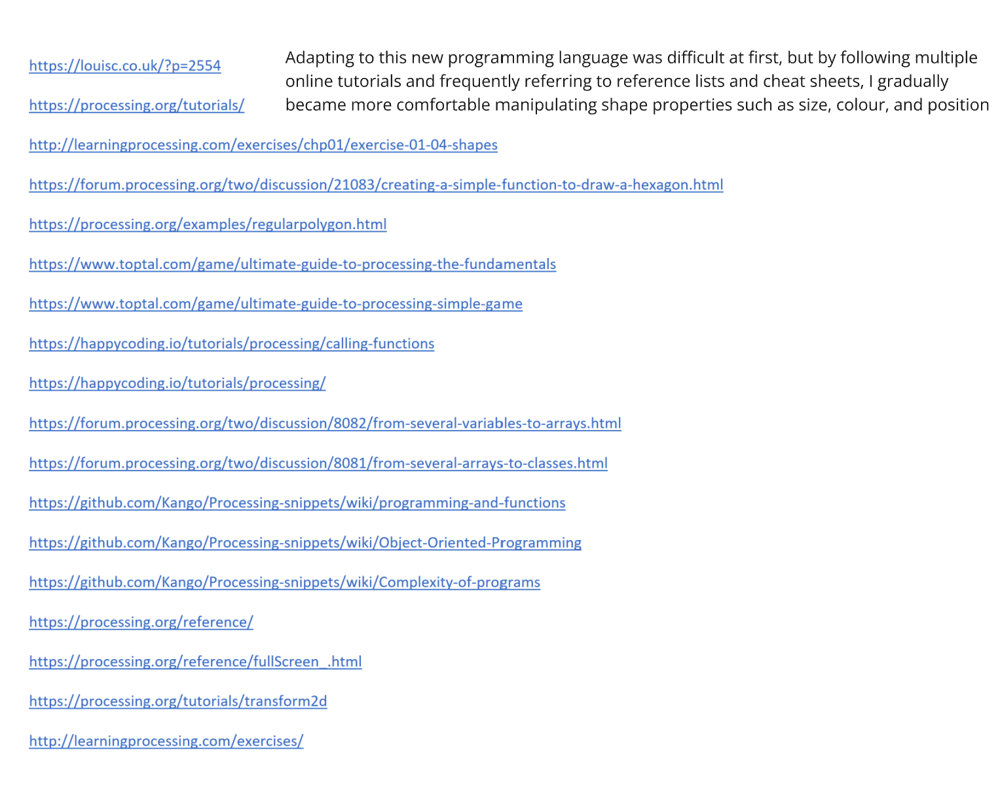 https://louisc.co.uk/?p=2554
https://processing.org/tutorials/
Adapting to this new programming language was difficult at first, but by following multiple
online tutorials and frequently referring to reference lists and cheat sheets, I gradually
became more comfortable manipulating shape properties such as size, colour, and position
http://learningprocessing.com/exercises/chp01/exercise-01-04-shapes
https://forum.processing.org/two/discussion/21083/creating-a-simple-function-to-draw-a-hexagon.html
https://processing.org/examples/regularpolygon.html
https://www.toptal.com/game/ultimate-guide-to-processing-the-fundamentals
https://www.toptal.com/game/ultimate-guide-to-processing-simple-game
https://happycoding.io/tutorials/processing/calling-functions
https://happycoding.io/tutorials/processing/
https://forum.processing.org/two/discussion/8082/from-several-variables-to-arrays.html
https://forum.processing.org/two/discussion/8081/from-several-arrays-to-classes.html
https://github.com/Kango/Processing-snippets/wiki/programming-and-functions
https://github.com/Kango/Processing-snippets/wiki/Object-Oriented-Programming
https://github.com/Kango/Processing-snippets/wiki/Complexity-of-programs
https://processing.org/reference/
https://processing.org/reference/fullScreen_.html
https://processing.org/tutorials/transform2d
http://learningprocessing.com/exercises/